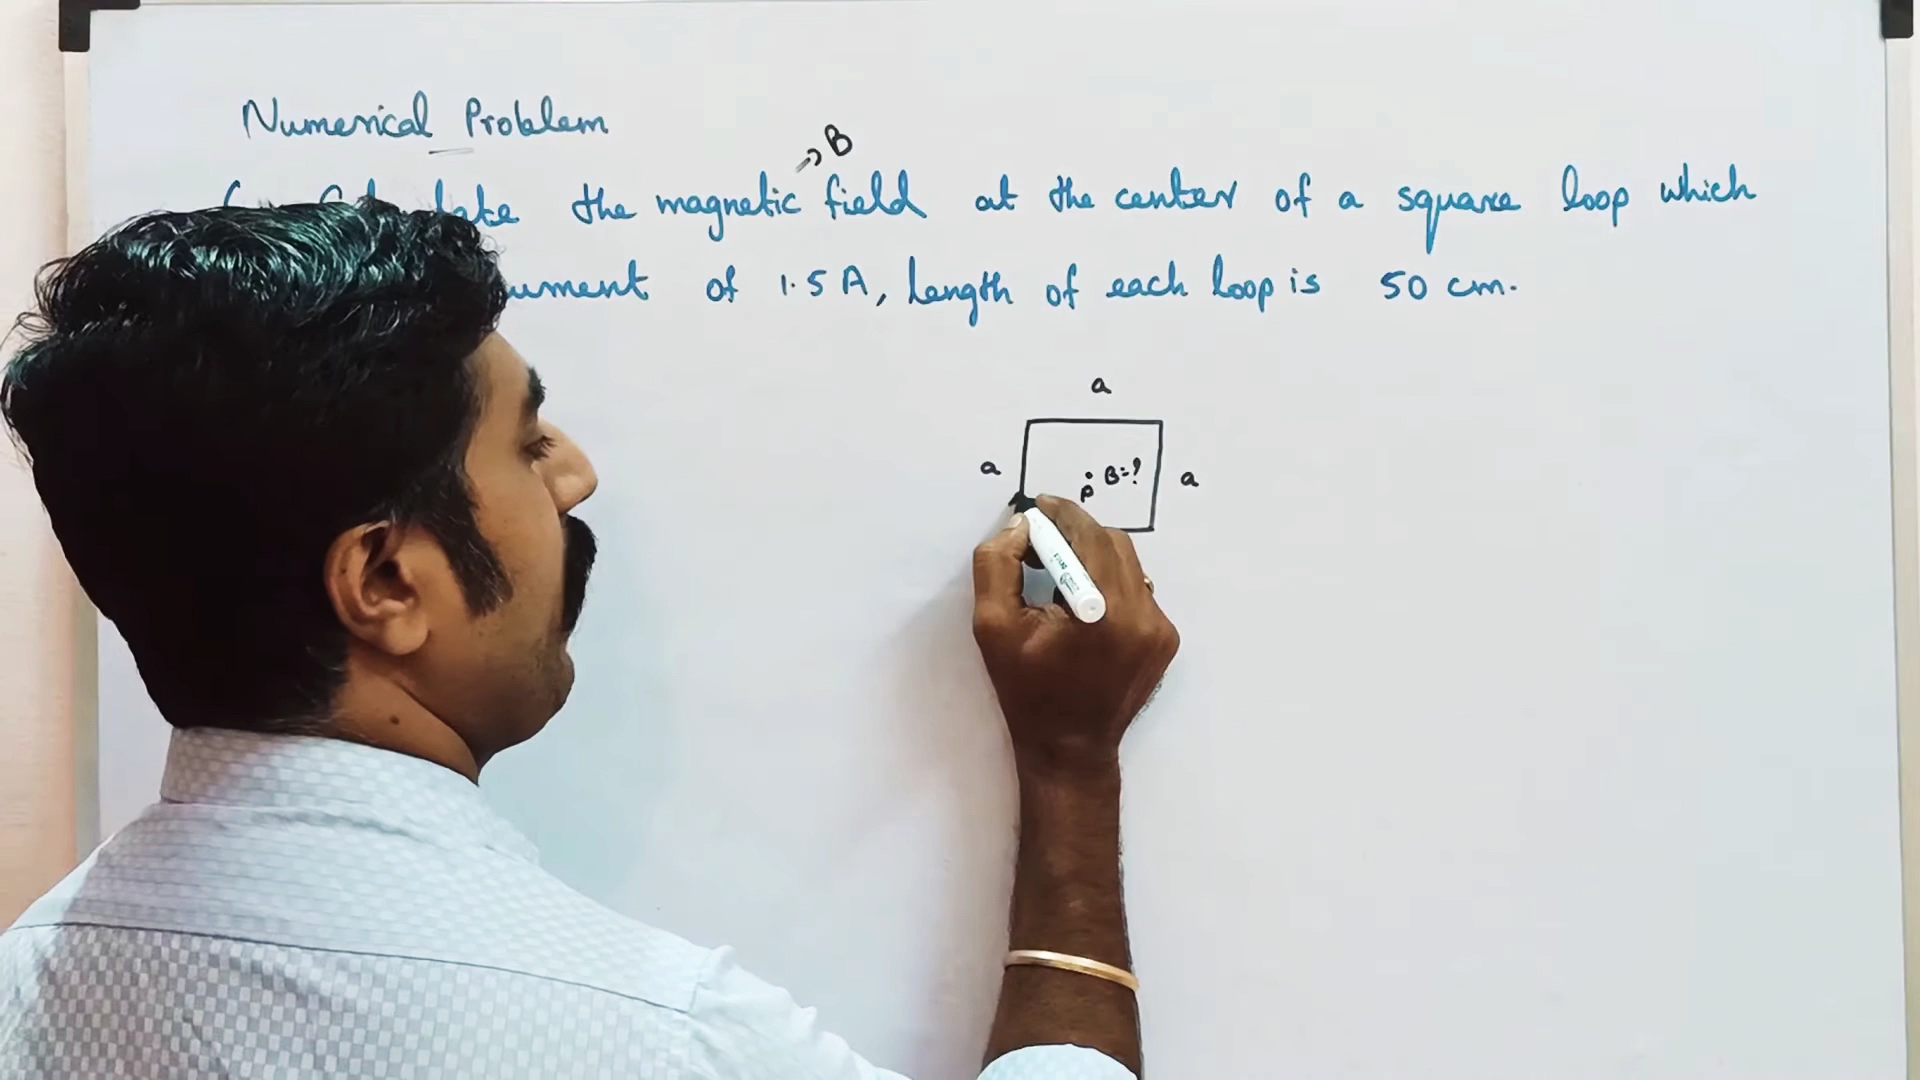 Numerical Problem
B
the magnetic field at the center of a square loop which
of 1.5 A, length of each loop is 50 cm.
a
a P B=? a